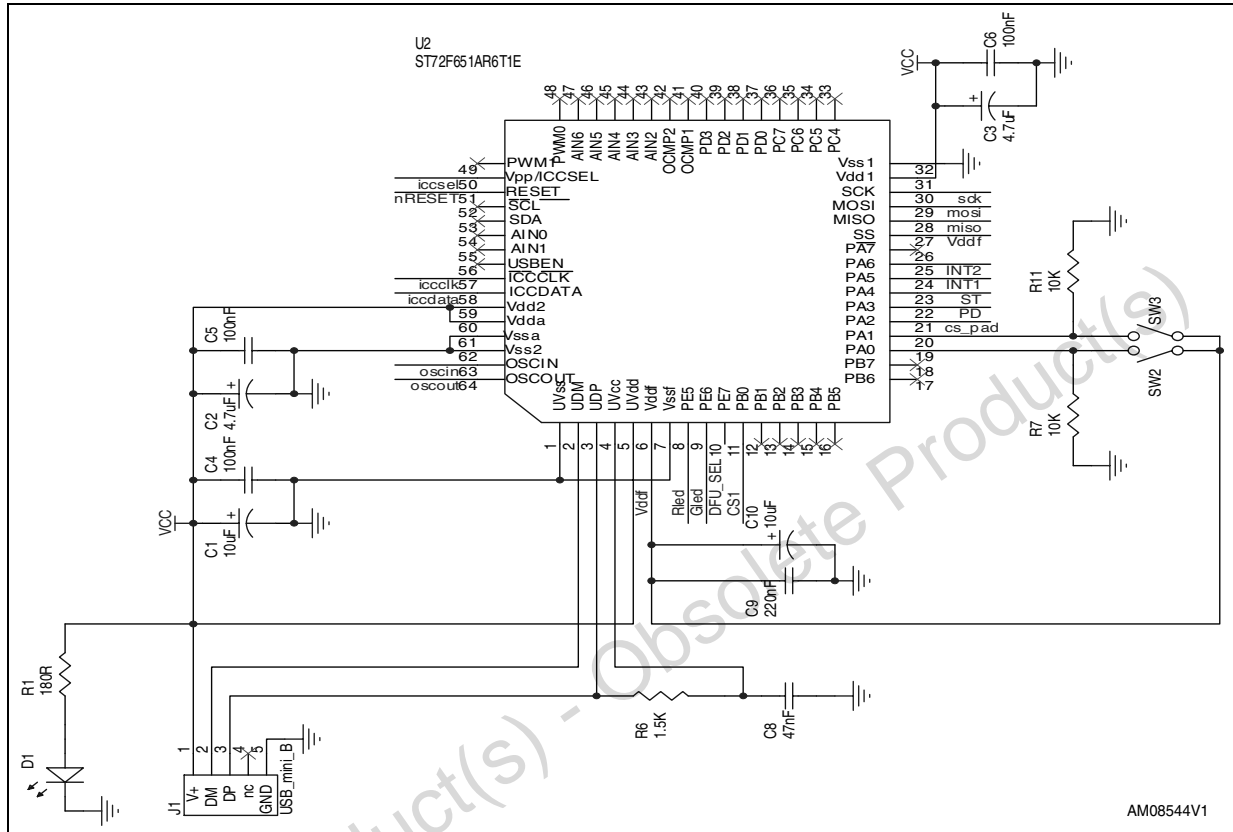 U2
ST72F651AR6T1E
VCC
C6
100nF
C3
4.7uF
48
47
46
45
44
43
42
41
40
39
38
37
36
35
34
33
PWM0
AIN6
AIN5
AIN4
AIN3
AIN2
OCMP2
OCMP1
PD3
PD2
PD1
PD0
PC7
PC6
PC5
PC4
PWM1
49
Vpp/ICCSEL
iccsel50
RESET
nRESET51
SCL
52
SDA
53
AIN0
54
AIN1
55
USBEN
56
ICCCLK
iccclk57
ICCDATA
iccdata58
Vdd2
59
Vdda
60
Vssa
61
Vss2
62
OSCIN
oscin63
OSCOUT
oscout64
Vss1
32
Vdd1
31
SCK
30 sdk
MOSI
29 mosi
MISO
28 miso
SS
27 Vddf
PA7
26
PA6
25 INT2
PA5
24 INT1
PA4
23 ST
PA3
22 PD
PA2
21 cs_pad
PA1
20
PA0
19
PB7
18
PB6
17
UVss
UDM
UDP
UVcc
UVdd
Vddf
Vssf
PE5
PE6
PE7
PB0
PB1
PB2
PB3
PB4
PB5
1
2
3
4
5
6
7
8
9
10
11
12
13
14
15
16
Vddf
Rled
Gled
DFU_SEL
CS1
C5
100nF
C2
4.7uF
C4
100nF
VCC
C1
10uF
C10
10uF
C9
220nF
R11
10K
SW3
SW2
R7
10K
R1
180R
D1
R6
1.5K
C8
47nF
1
2
3
4
5
V+
DM
DP
nc
GND
J1
USB_mini_B
AM08544V1
duct(s) - Obsolete Product(s)